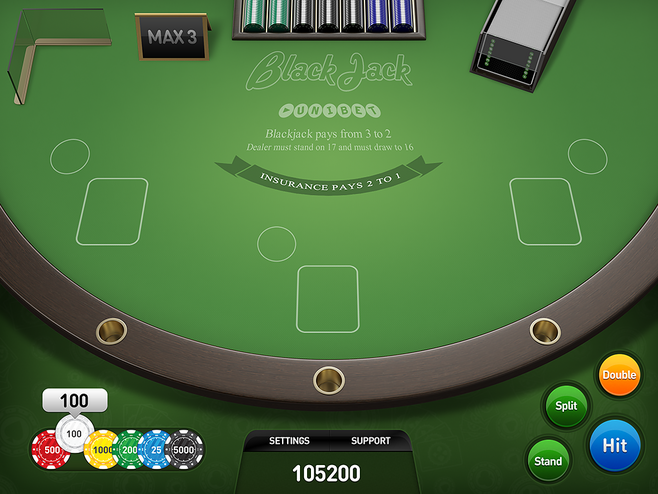 MAX 3
Black Jack
UNIBET
Blackjack pays from 3 to 2
Dealer must stand on 17 and must draw to 16
INSURANCE PAYS 2 TO 1
Double
Split
Hit
Stand
100
500
100
1000
200
25
5000
SETTINGS
SUPPORT
105200